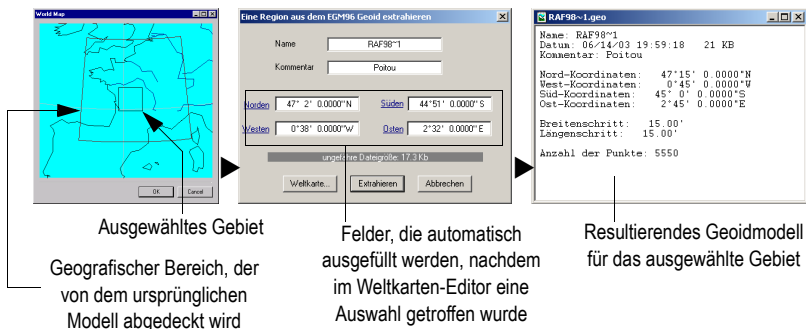 World Map
OK
Cancel
Eine Region aus dem EGM96 Geoid extrahieren
Name RAF98~1
Kommentar Poitou
Norden 47° 2' 0.0000"N Süden 44°51' 0.0000"S
Westen 0°38' 0.0000"W Osten 2°32' 0.0000"E
ungefähre Dateigröße: 17.3 Kb
Weltkarte... Extrahieren Abbrechen
RAF98~1.geo
Name: RAF98~1
Datum: 06/14/03 19:59:18 21 KB
Kommentar: Poitou
Nord-Koordinaten: 47°15' 0.0000"N
West-Koordinaten: 0°45' 0.0000"W
Süd-Koordinaten: 45° 0' 0.0000"S
Ost-Koordinaten: 2°45' 0.0000"E
Breitenschritt: 15.00'
Längenschritt: 15.00'
Anzahl der Punkte: 5550
Ausgewähltes Gebiet
Geografischer Bereich, der
von dem ursprünglichen
Modell abgedeckt wird
Felder, die automatisch
ausgefüllt werden, nachdem
im Weltkarten-Editor eine
Auswahl getroffen wurde
Resultierendes Geoidmodell
für das ausgewählte Gebiet